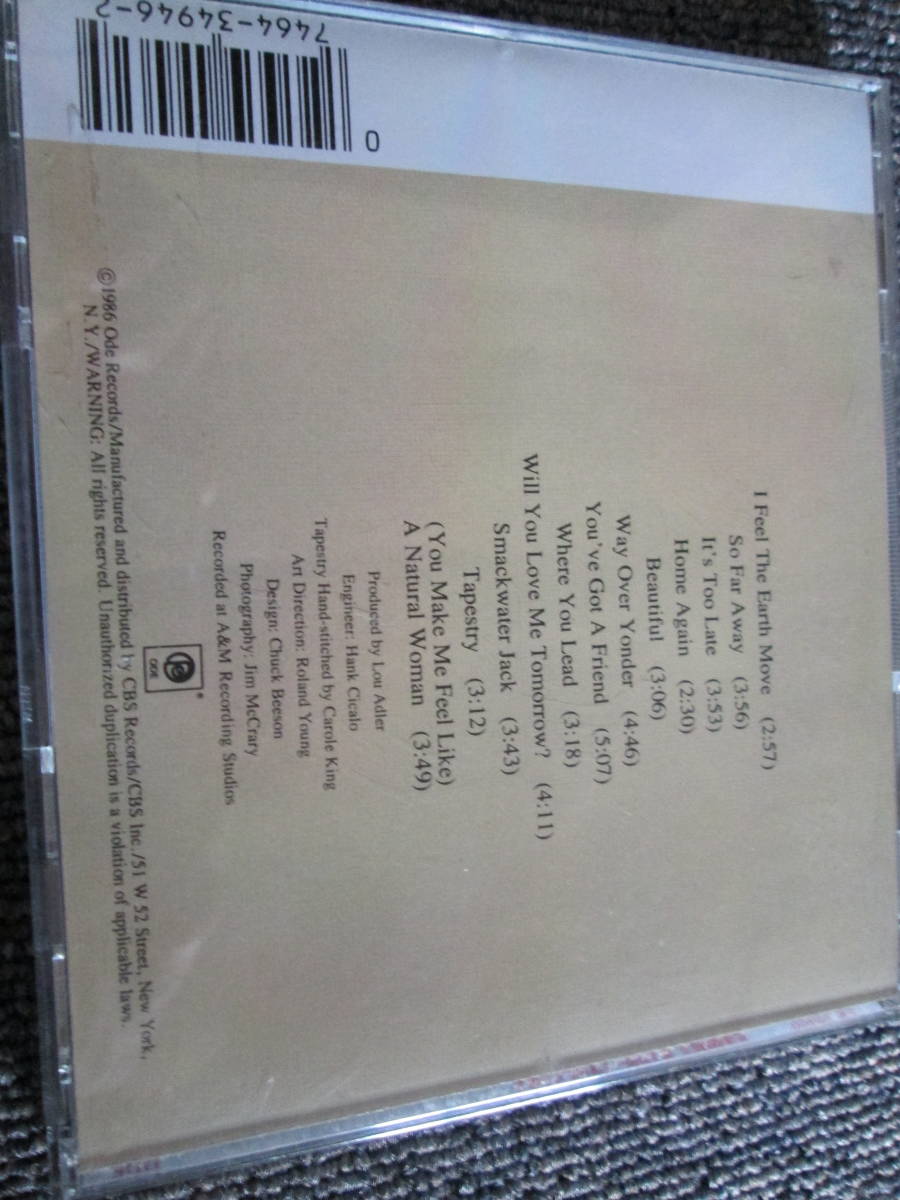 I Feel The Earth Move (2:57)
So Far Away (3:56)
It's Too Late (3:53)
Home Again (2:30)
Beautiful (3:06)
Way Over Yonder (4:46)
You've Got A Friend (5:07)
Where You Lead (3:18)
Will You Love Me Tomorrow? (4:11)
Smackwater Jack (3:43)
Tapestry (3:12)
(You Make Me Feel Like)
A Natural Woman (3:49)
Produced by Lou Adler
Engineer: Hank Cicalo
Tapestry Hand-stitched by Carole King
Art Direction: Roland Young
Design: Chuck Beeson
Photography: Jim McCrary
Recorded at A&M Recording Studios
ODE
©1986 Ode Records/Manufactured and distributed by CBS Records/CBS Inc./51 W 52 Street, New York,
N.Y./WARNING: All rights reserved. Unauthorized duplication is a violation of applicable laws.
0
7464-34946-2